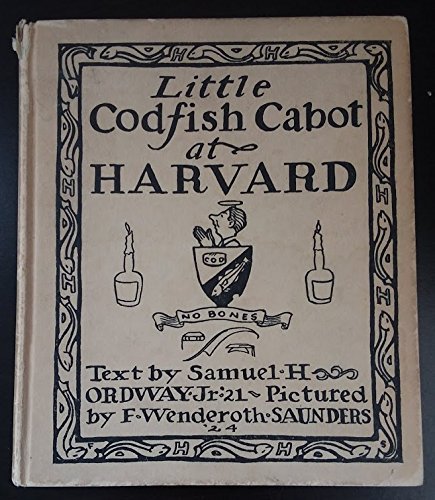 Little
Codfish Cabot
at
HARVARD
COD
NO BONES
Text by Samuel · H
ORDWAY · Jr : 21 ~ Pictured
by F · Wenderoth · SAUNDERS
'24